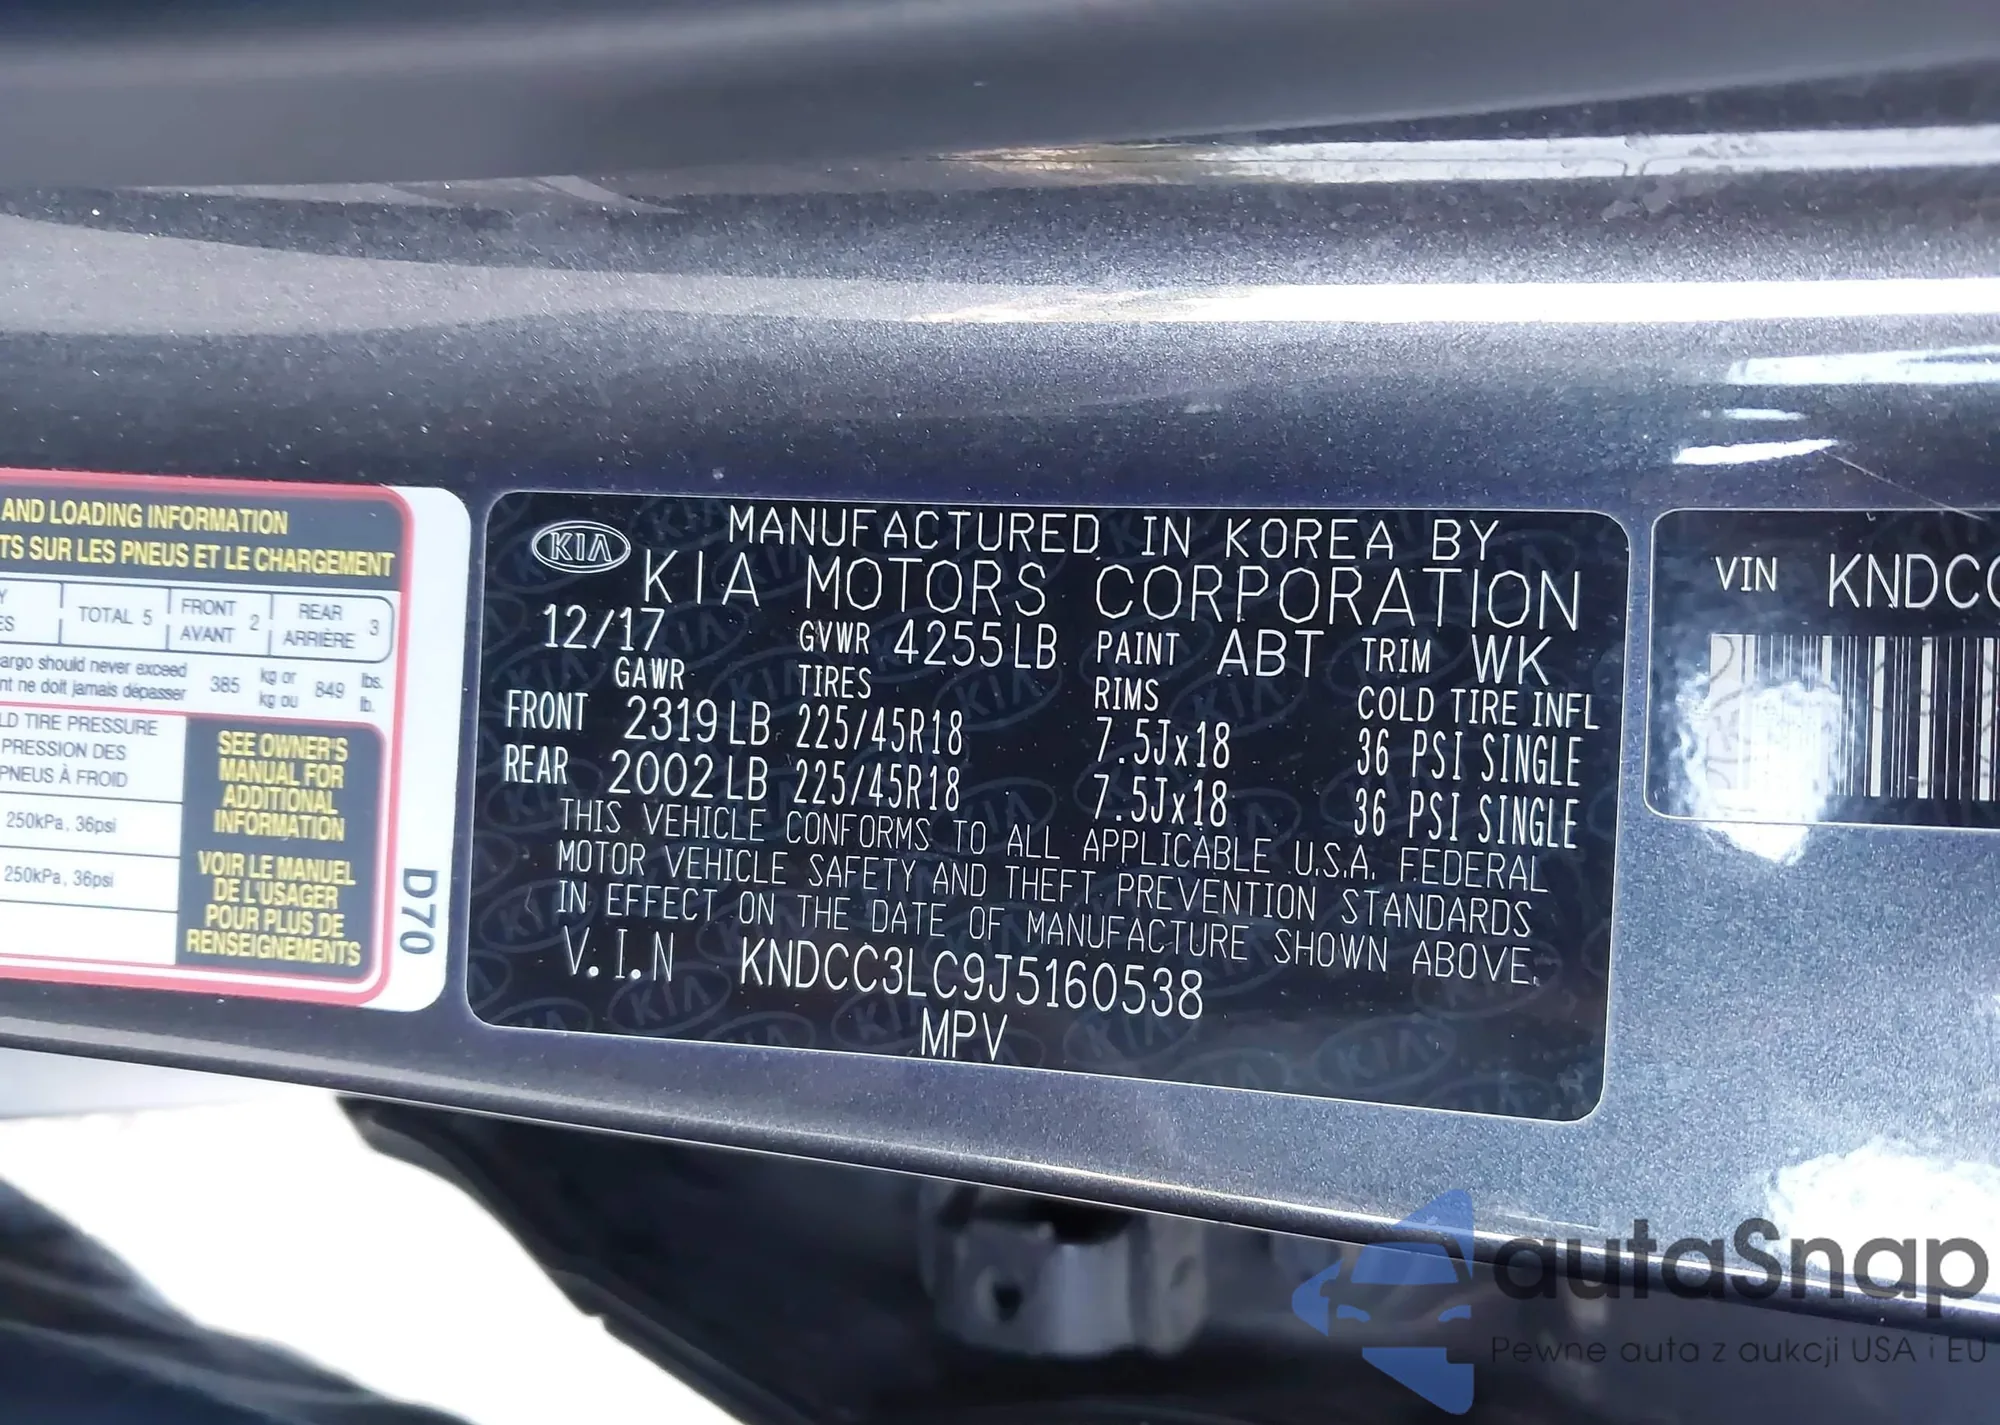 AND LOADING INFORMATION
TS SUR LES PNEUS ET LE CHARGEMENT
Y TOTAL 5 FRONT 2 REAR 3
ES AVANT ARRIÈRE
argo should never exceed 385 kg or 849 lbs.
nt ne doit jamais dépasser kg ou lb.
LD TIRE PRESSURE
PRESSION DES
PNEUS À FROID
250kPa, 36psi
250kPa, 36psi
SEE OWNER'S
MANUAL FOR
ADDITIONAL
INFORMATION
VOIR LE MANUEL
DE L'USAGER
POUR PLUS DE
RENSEIGNEMENTS
D70
KIA
MANUFACTURED IN KOREA BY
KIA MOTORS CORPORATION
12/17 GVWR 4255LB PAINT ABT TRIM WK
GAWR TIRES RIMS COLD TIRE INFL
FRONT 2319LB 225/45R18 7.5Jx18 36 PSI SINGLE
REAR 2002LB 225/45R18 7.5Jx18 36 PSI SINGLE
THIS VEHICLE CONFORMS TO ALL APPLICABLE U.S.A. FEDERAL
MOTOR VEHICLE SAFETY AND THEFT PREVENTION STANDARDS
IN EFFECT ON THE DATE OF MANUFACTURE SHOWN ABOVE.
V.I.N KNDCC3LC9J5160538
MPV
VIN KNDCC
autaSnap
Pewne auta z aukcji USA i EU